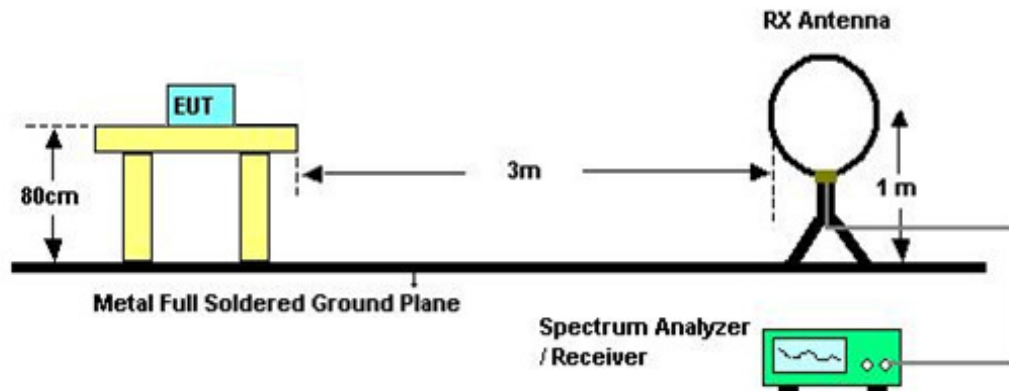 RX Antenna
EUT
3m
80cm
1 m
Metal Full Soldered Ground Plane
Spectrum Analyzer
/ Receiver